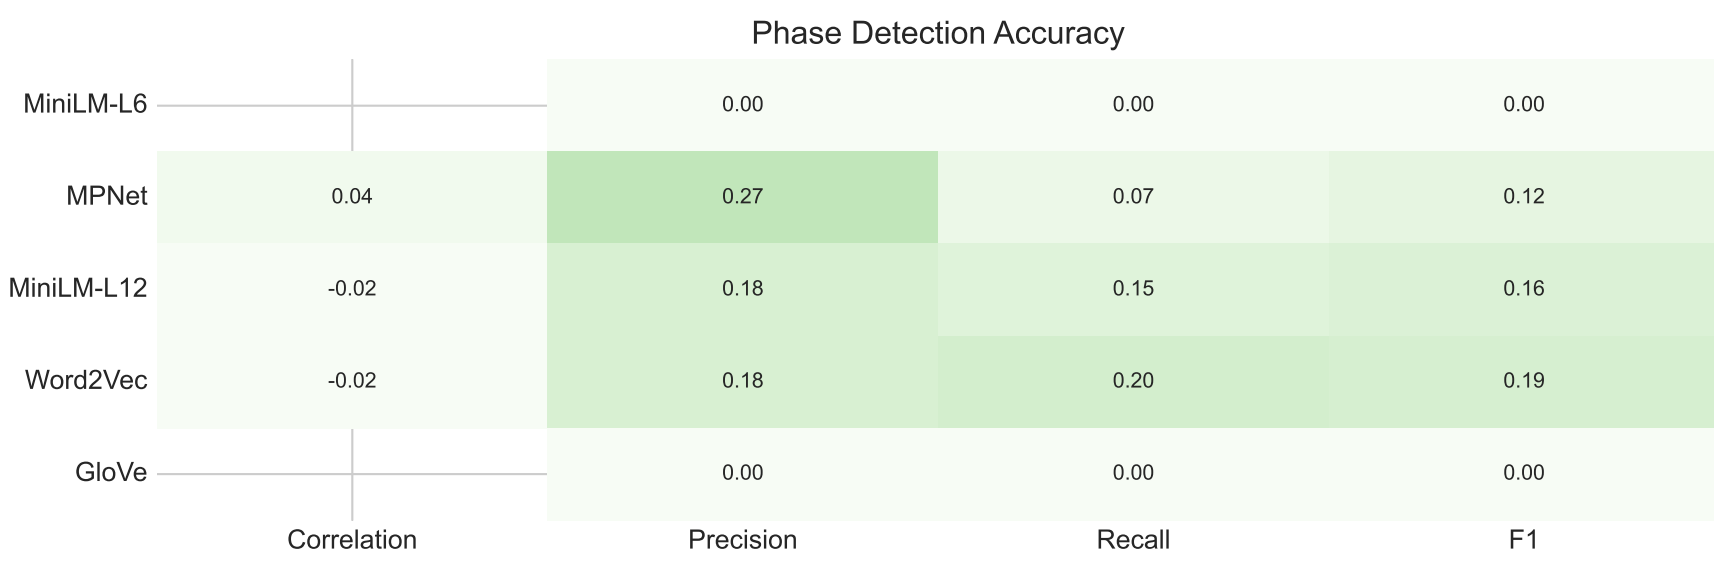 Phase Detection Accuracy
MiniLM-L6 0.00 0.00 0.00
MPNet 0.04 0.27 0.07 0.12
MiniLM-L12 -0.02 0.18 0.15 0.16
Word2Vec -0.02 0.18 0.20 0.19
GloVe 0.00 0.00 0.00
Correlation Precision Recall F1